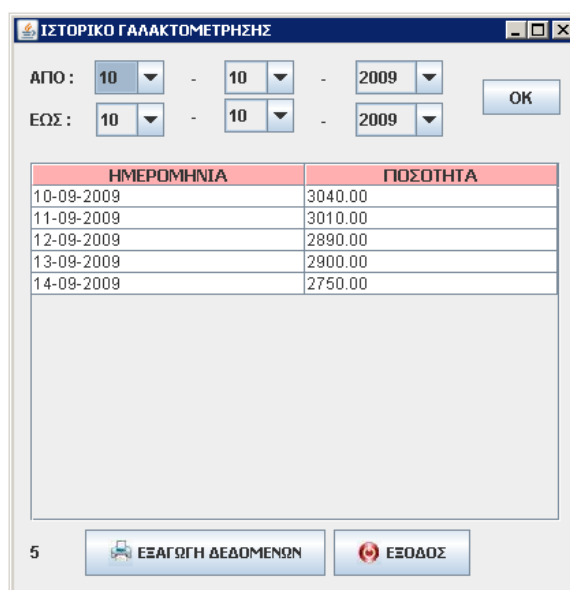 ΙΣΤΟΡΙΚΟ ΓΑΛΑΚΤΟΜΕΤΡΗΣΗΣ
ΑΠΟ : 10 - 10 - 2009
OK
ΕΩΣ : 10 - 10 - 2009
ΗΜΕΡΟΜΗΝΙΑ ΠΟΣΟΤΗΤΑ
10-09-2009 3040.00
11-09-2009 3010.00
12-09-2009 2890.00
13-09-2009 2900.00
14-09-2009 2750.00
5 ΕΞΑΓΩΓΗ ΔΕΔΟΜΕΝΩΝ ΕΞΟΔΟΣ